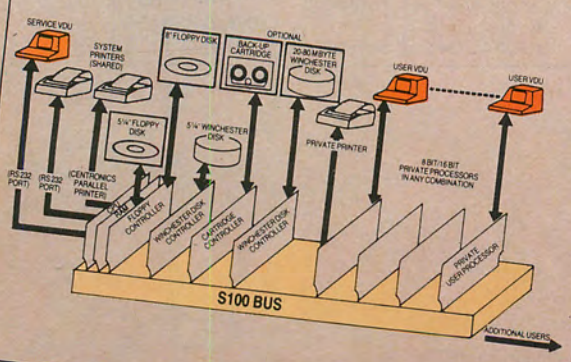 SERVICE VDU
SYSTEM
PRINTERS
(SHARED)
8" FLOPPY DISK
OPTIONAL
BACK-UP
CARTRIDGE
20-80 MBYTE
WINCHESTER
DISK
USER VDU
USER VDU
5¼" FLOPPY
DISK
5¼" WINCHESTER
DISK
PRIVATE PRINTER
8 BIT/16 BIT
PRIVATE PROCESSORS
IN ANY COMBINATION
(RS 232
PORT)
(RS 232
PORT)
(CENTRONICS
PARALLEL
PRINTER)
CPU
RAM
FLOPPY
CONTROLLER
WINCHESTER DISK
CONTROLLER
CARTRIDGE
CONTROLLER
WINCHESTER DISK
CONTROLLER
PRIVATE
USER PROCESSOR
S100 BUS
ADDITIONAL USERS